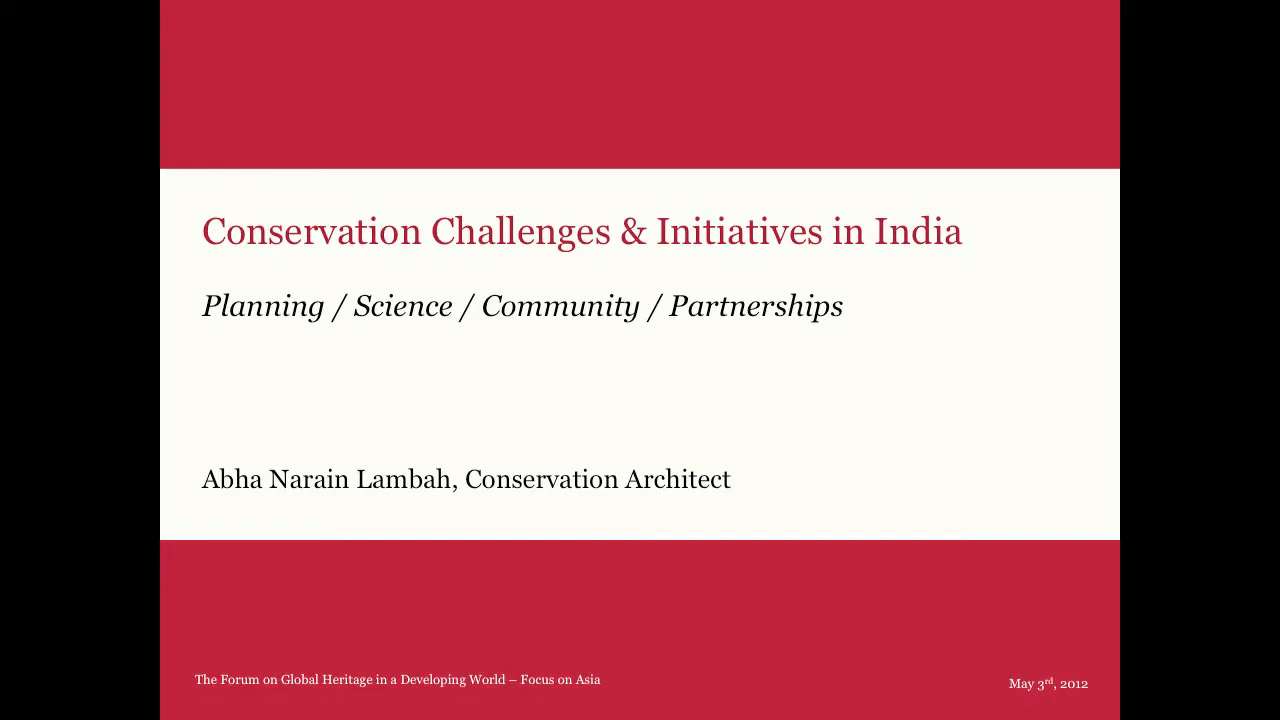 Conservation Challenges & Initiatives in India
Planning / Science / Community / Partnerships
Abha Narain Lambah, Conservation Architect
The Forum on Global Heritage in a Developing World – Focus on Asia
May 3rd, 2012